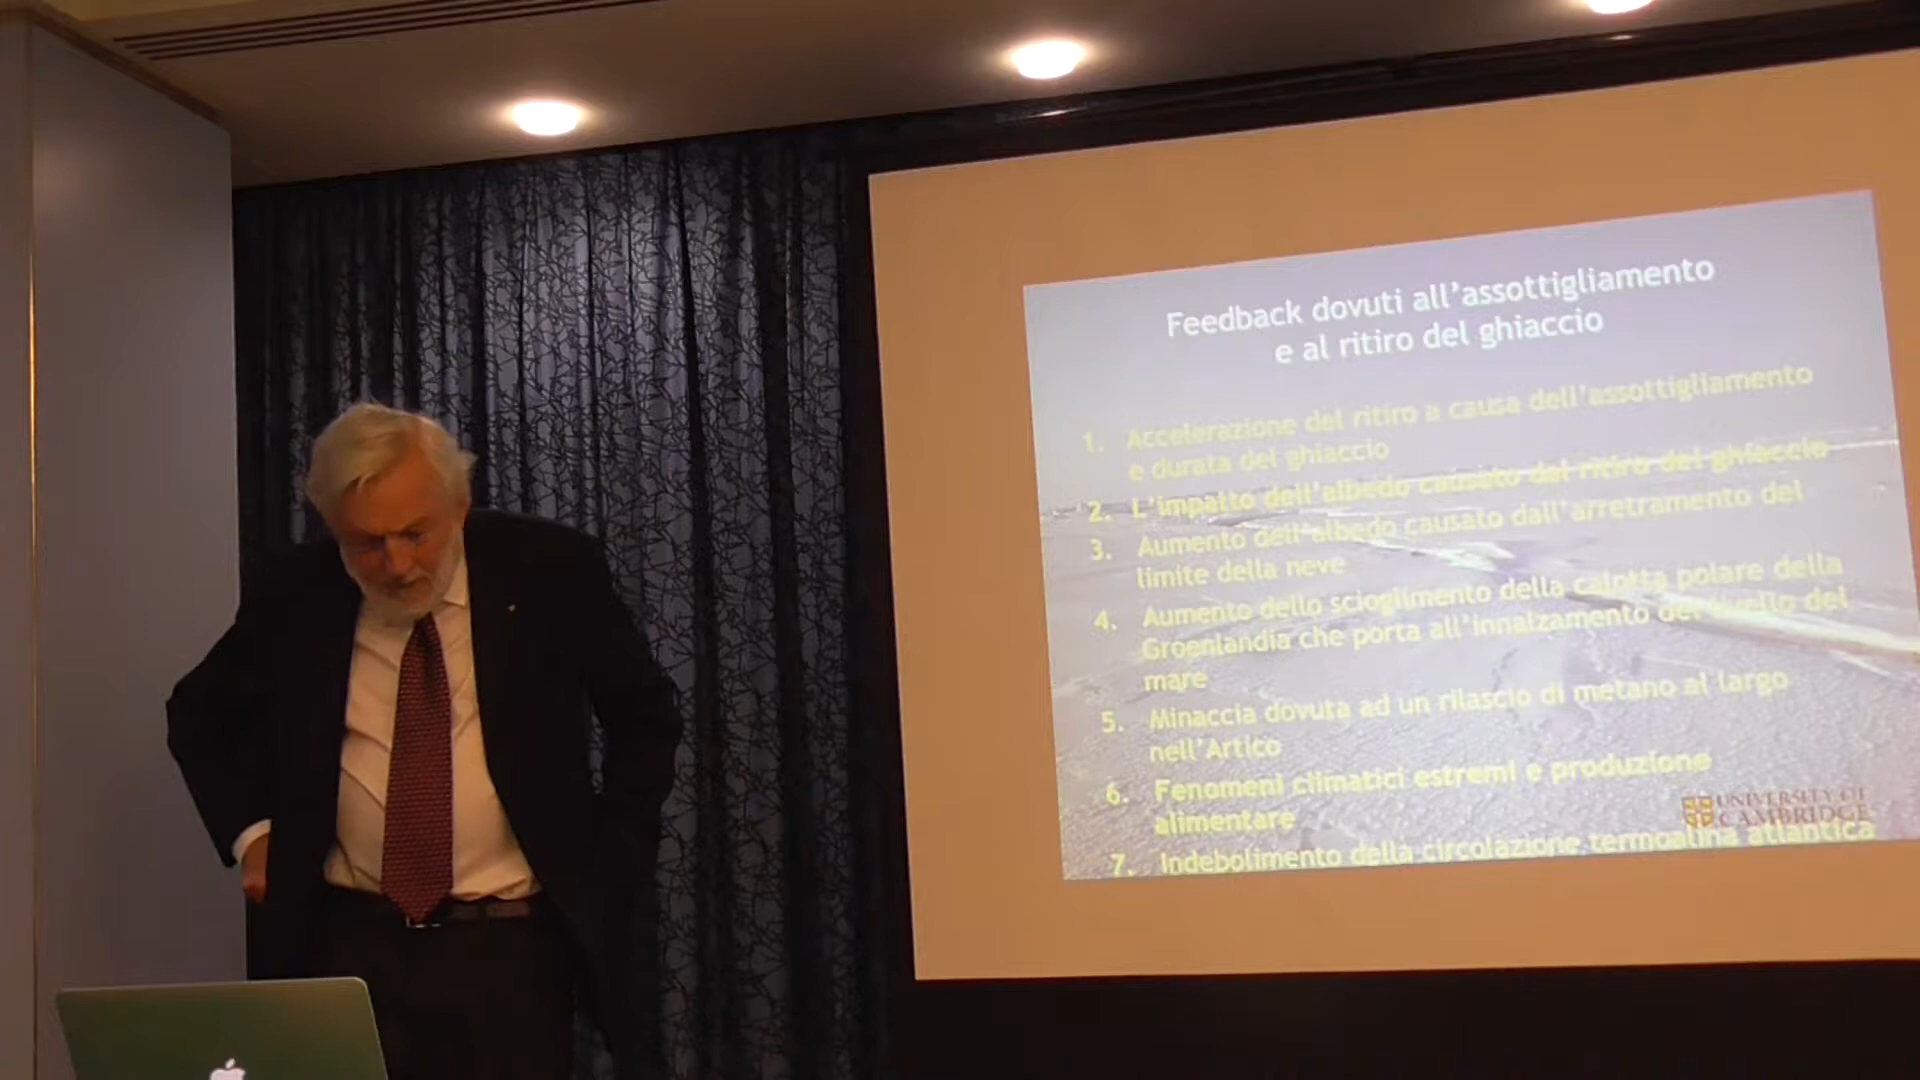 Feedback dovuti all'assottigliamento
e al ritiro del ghiaccio
1. Accelerazione del ritiro a causa dell'assottigliamento
e durata del ghiaccio
2. L'impatto dell'albedo causato dal ritiro del ghiaccio
3. Aumento dell'albedo causato dall'arretramento del
limite della neve
4. Aumento dello scioglimento della calotta polare della
Groenlandia che porta all'innalzamento del livello del
mare
5. Minaccia dovuta ad un rilascio di metano al largo
nell'Artico
6. Fenomeni climatici estremi e produzione
alimentare
UNIVERSITY OF
CAMBRIDGE
7. Indebolimento della circolazione termoalina atlantica